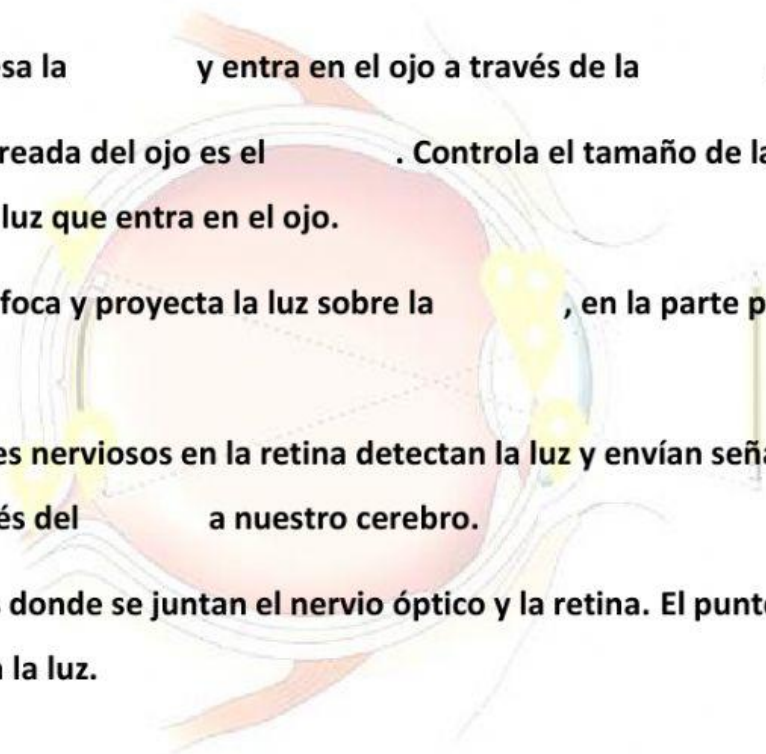 sa la y entra en el ojo a través de la
reada del ojo es el . Controla el tamaño de la
luz que entra en el ojo.
foca y proyecta la luz sobre la , en la parte p
es nerviosos en la retina detectan la luz y envían seña
és del a nuestro cerebro.
s donde se juntan el nervio óptico y la retina. El punto
la luz.